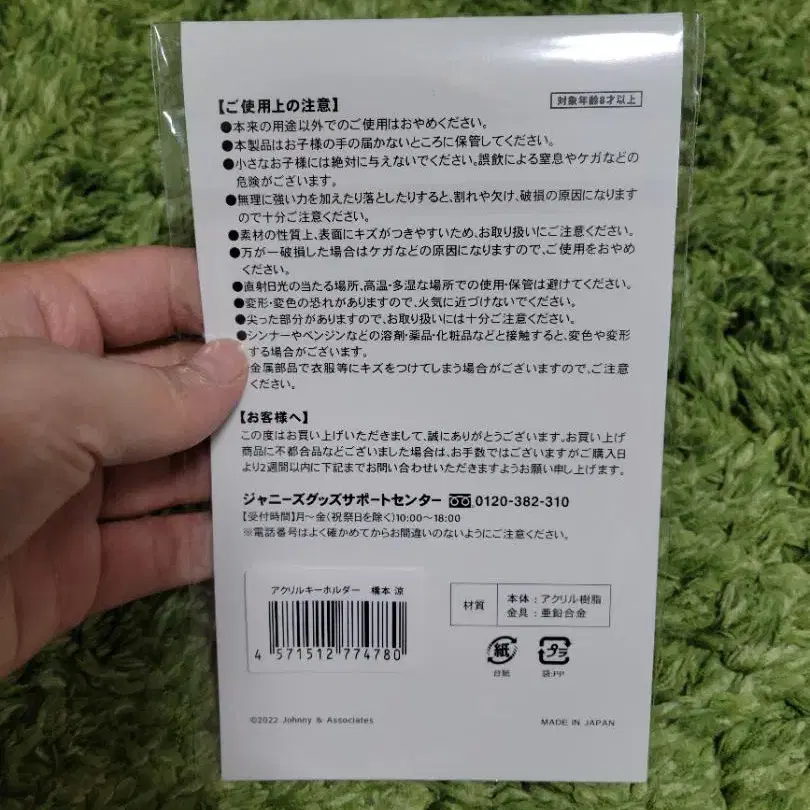 【ご使用上の注意】
対象年齢8才以上
●本来の用途以外でのご使用はおやめください。
●本製品はお子様の手の届かないところに保管してください。
●小さなお子様には絶対に与えないでください。誤飲による窒息やケガなどの
危険がございます。
●無理に強い力を加えたり落としたりすると、割れや欠け、破損の原因になります
ので十分ご注意ください。
●素材の性質上、表面にキズがつきやすいため、お取り扱いにご注意ください。
●万が一破損した場合はケガなどの原因になりますので、ご使用をおやめ
ください。
●直射日光の当たる場所、高温・多湿な場所での使用・保管は避けてください。
●変形・変色の恐れがありますので、火気に近づけないでください。
●尖った部分がありますので、お取り扱いには十分ご注意ください。
●シンナーやベンジンなどの溶剤・薬品・化粧品などと接触すると、変色や変形
する場合がございます。
金属部品で衣服等にキズをつけてしまう場合がございますので、ご注意
ください。
【お客様へ】
この度はお買い上げいただきまして、誠にありがとうございます。お買い上げ
商品に不都合品などございました場合は、お手数ではございますがご購入日
より2週間以内に下記までお問い合わせいただきますようお願い申し上げます。
ジャニーズグッズサポートセンター 0120-382-310
【受付時間】月～金(祝祭日を除く)10:00～18:00
※電話番号はよく確かめてからお間違いのないようにご注意ください。
アクリルキーホルダー 橋本 涼
4 571512 774780
材質
本体：アクリル樹脂
金具：亜鉛合金
紙
台紙
プラ
袋:PP
©2022 Johnny & Associates
MADE IN JAPAN